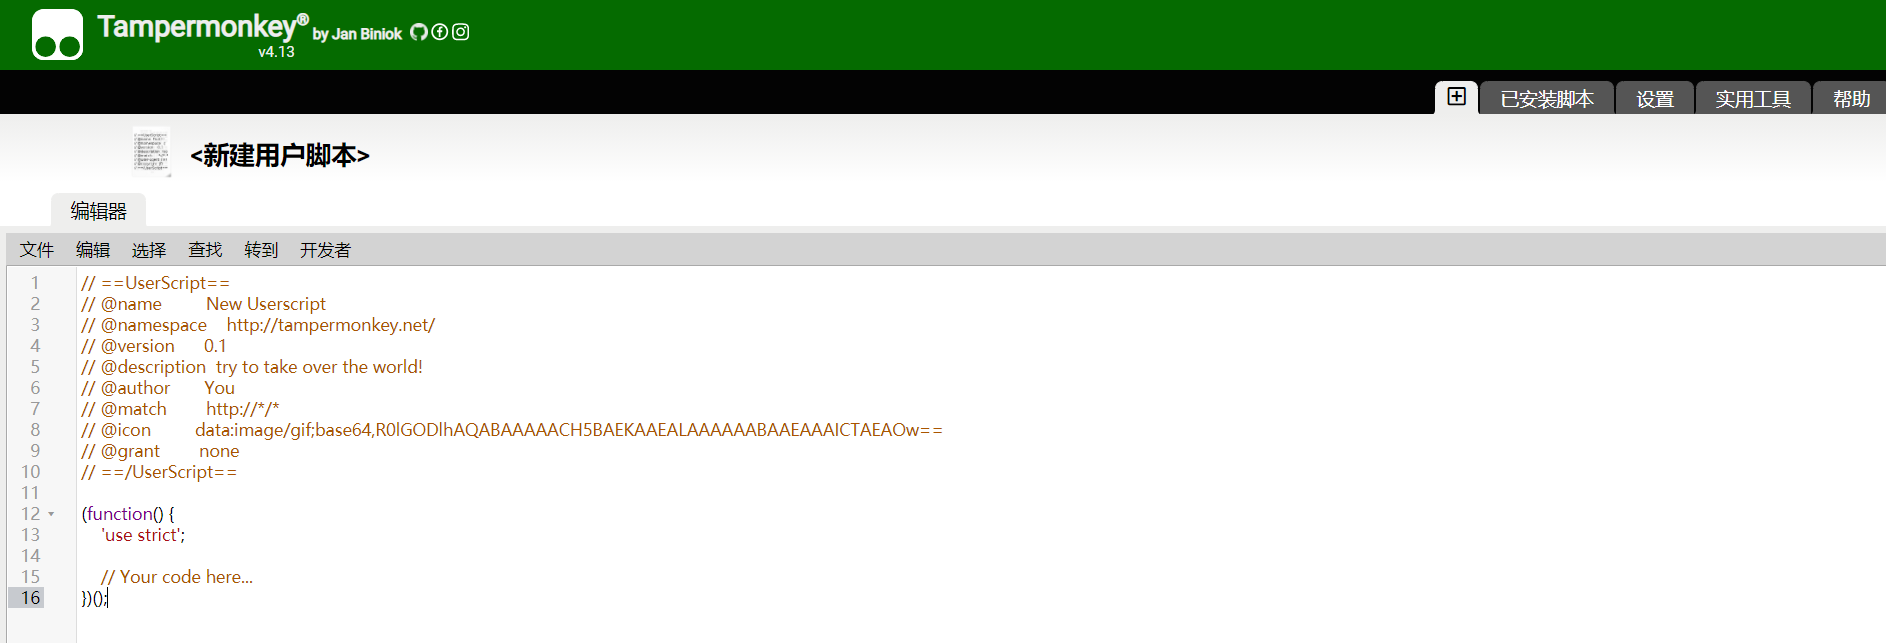 Tampermonkey® by Jan Biniok
v4.13
已安装脚本 设置 实用工具 帮助
<新建用户脚本>
编辑器
文件 编辑 选择 查找 转到 开发者
1 // ==UserScript==
2 // @name         New Userscript
3 // @namespace    http://tampermonkey.net/
4 // @version      0.1
5 // @description  try to take over the world!
6 // @author       You
7 // @match        http://*/*
8 // @icon         data:image/gif;base64,R0lGODlhAQABAAAAACH5BAEKAAEALAAAAAABAAEAAAICTAEAOw==
9 // @grant        none
10 // ==/UserScript==
11
12 (function() {
13     'use strict';
14
15     // Your code here...
16 })();